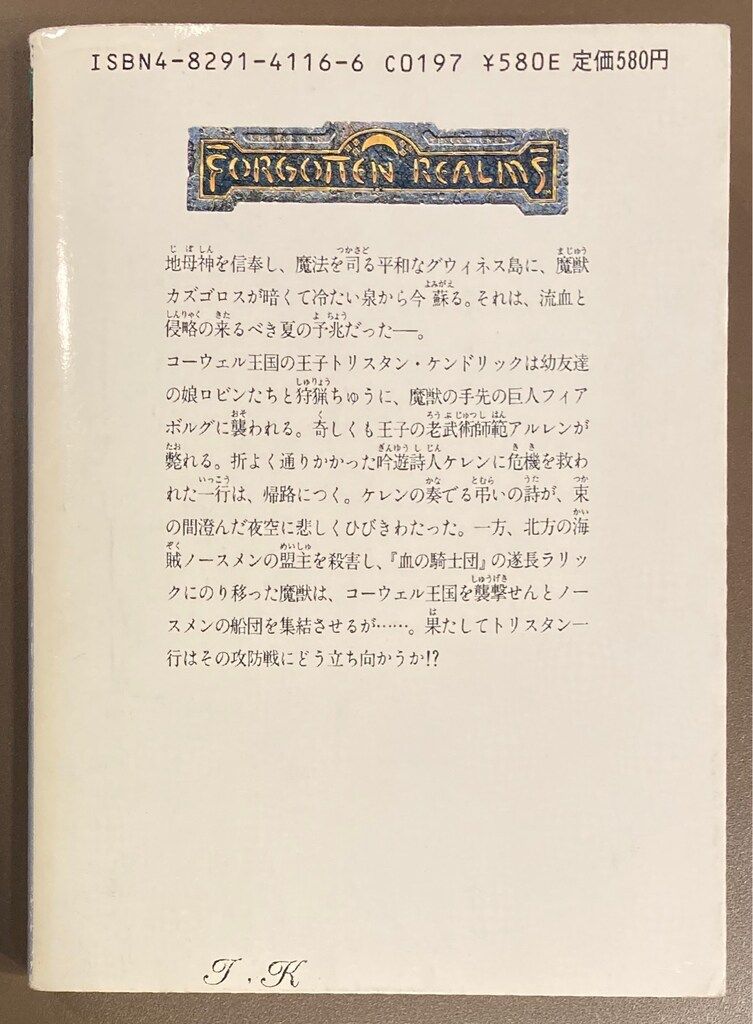 ISBN4-8291-4116-6 C0197 ¥580E 定価580円
FORGOTTEN REALMS
地母神を信奉し、魔法を司る平和なグウィネス島に、魔獣
カズゴロスが暗くて冷たい泉から今蘇る。それは、流血と
侵略の来るべき夏の予兆だった──。
コーウェル王国の王子トリスタン・ケンドリックは幼友達
の娘ロビンたちと狩猟ちゅうに、魔獣の手先の巨人フィア
ボルグに襲われる。奇しくも王子の老武術師範アルレンが
斃れる。折よく通りかかった吟遊詩人ケレンに危機を救わ
れた一行は、帰路につく。ケレンの奏でる弔いの詩が、束
の間澄んだ夜空に悲しくひびきわたった。一方、北方の海
賊ノースメンの盟主を殺害し、『血の騎士団』の遂長ラリッ
クにのり移った魔獣は、コーウェル王国を襲撃せんとノー
スメンの船団を集結させるが……。果たしてトリスタン一
行はその攻防戦にどう立ち向かうか!?
J.K